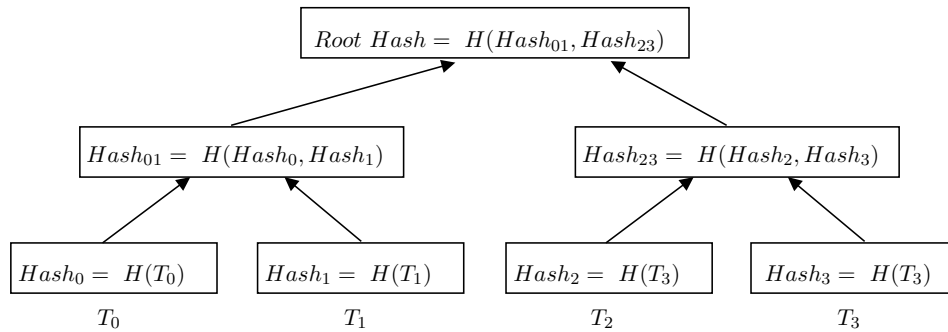 Root Hash = H(Hash₀₁, Hash₂₃)
Hash₀₁ = H(Hash₀, Hash₁)
Hash₂₃ = H(Hash₂, Hash₃)
Hash₀ = H(T₀)
Hash₁ = H(T₁)
Hash₂ = H(T₃)
Hash₃ = H(T₃)
T₀
T₁
T₂
T₃